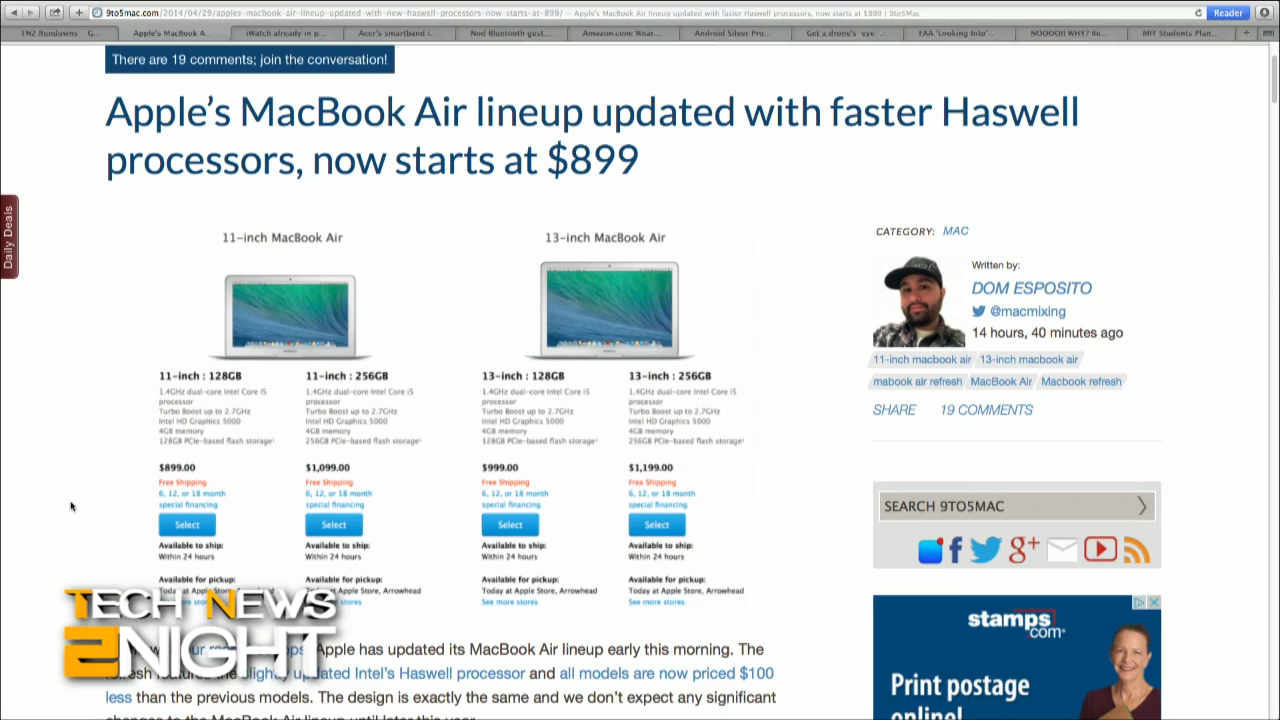 9to5mac.com/2014/04/29/apples-macbook-air-lineup-updated-with-new-haswell-processors-now-starts-at-899/ — Apple's MacBook Air lineup updated with faster Haswell processors, now starts at $899 | 9to5Mac
Reader
TN2 Rundowns - G... Apple's MacBook A... iWatch already in p... Acer's smartband i... Nod Bluetooth gest... Amazon.com: Wear... Android Silver Pro... Get a drone's-eye ... FAA 'Looking Into'... NOOOO!! WHY? Be... MIT Students Plan...
There are 19 comments; join the conversation!
Apple's MacBook Air lineup updated with faster Haswell
processors, now starts at $899
Daily Deals
11-inch MacBook Air 13-inch MacBook Air
11-inch : 128GB 11-inch : 256GB 13-inch : 128GB 13-inch : 256GB
1.4GHz dual-core Intel Core i5 1.4GHz dual-core Intel Core i5 1.4GHz dual-core Intel Core i5 1.4GHz dual-core Intel Core i5
processor processor processor processor
Turbo Boost up to 2.7GHz Turbo Boost up to 2.7GHz Turbo Boost up to 2.7GHz Turbo Boost up to 2.7GHz
Intel HD Graphics 5000 Intel HD Graphics 5000 Intel HD Graphics 5000 Intel HD Graphics 5000
4GB memory 4GB memory 4GB memory 4GB memory
128GB PCIe-based flash storage¹ 256GB PCIe-based flash storage¹ 128GB PCIe-based flash storage¹ 256GB PCIe-based flash storage¹
$899.00 $1,099.00 $999.00 $1,199.00
Free Shipping Free Shipping Free Shipping Free Shipping
6, 12, or 18 month 6, 12, or 18 month 6, 12, or 18 month 6, 12, or 18 month
special financing special financing special financing special financing
Select Select Select Select
Available to ship: Available to ship: Available to ship: Available to ship:
Within 24 hours Within 24 hours Within 24 hours Within 24 hours
Available for pickup: Available for pickup: Available for pickup: Available for pickup:
Today at Apple Store, Arrowhead Today at Apple Store, Arrowhead Today at Apple Store, Arrowhead
stores stores See more stores See more stores
CATEGORY: MAC
Written by:
DOM ESPOSITO
@macmixing
14 hours, 40 minutes ago
11-inch macbook air 13-inch macbook air
mabook air refresh MacBook Air Macbook refresh
SHARE 19 COMMENTS
SEARCH 9TO5MAC
stamps.com
Print postage
online!
TECH NEWS
2NIGHT
Apple has updated its MacBook Air lineup early this morning. The
slightly updated Intel's Haswell processor and all models are now priced $100
less than the previous models. The design is exactly the same and we don't expect any significant
changes to the MacBook Air lineup until later this year.